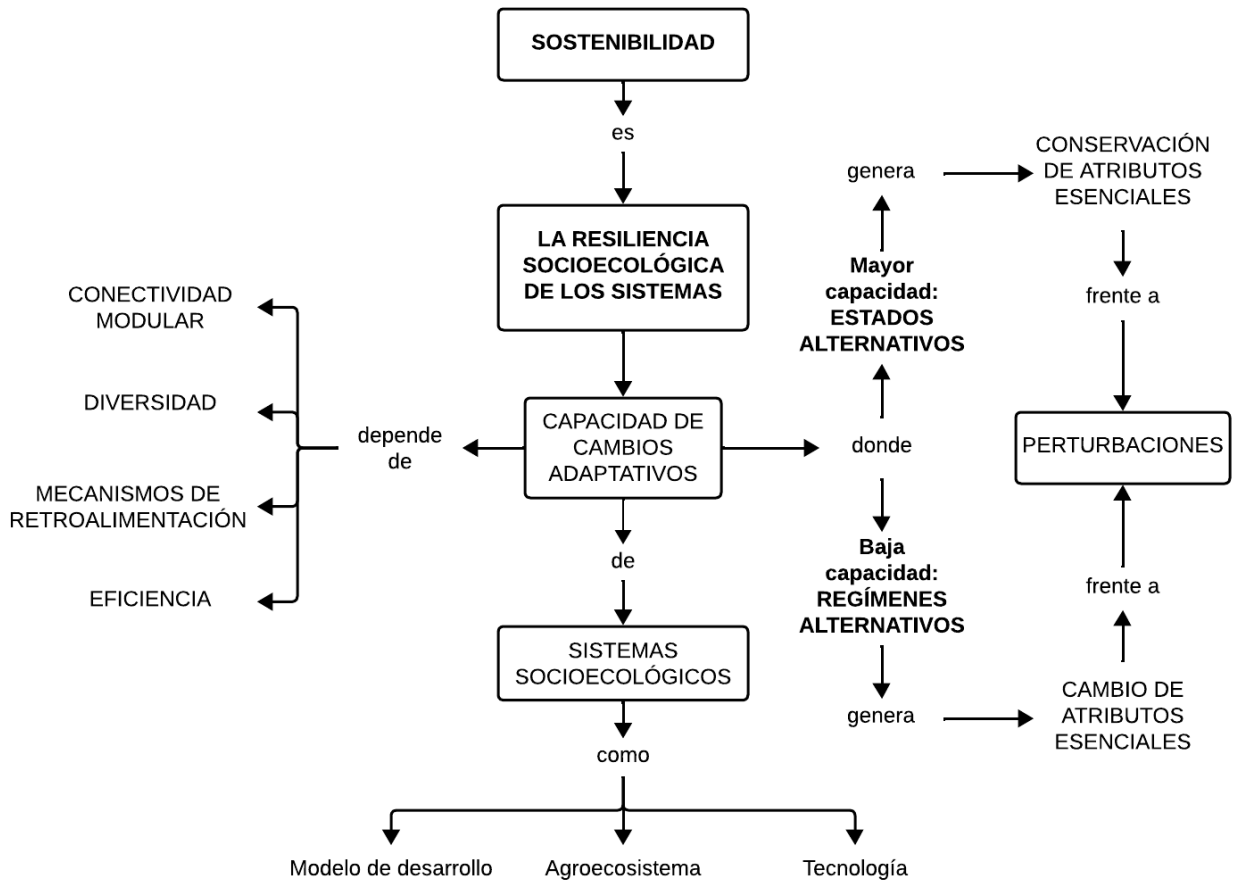 SOSTENIBILIDAD
es
LA RESILIENCIA
SOCIOECOLÓGICA
DE LOS SISTEMAS
CAPACIDAD DE
CAMBIOS
ADAPTATIVOS
depende
de
CONECTIVIDAD
MODULAR
DIVERSIDAD
MECANISMOS DE
RETROALIMENTACIÓN
EFICIENCIA
de
SISTEMAS
SOCIOECOLÓGICOS
como
Modelo de desarrollo
Agroecosistema
Tecnología
donde
Mayor
capacidad:
ESTADOS
ALTERNATIVOS
genera
CONSERVACIÓN
DE ATRIBUTOS
ESENCIALES
frente a
PERTURBACIONES
Baja
capacidad:
REGÍMENES
ALTERNATIVOS
genera
CAMBIO DE
ATRIBUTOS
ESENCIALES
frente a